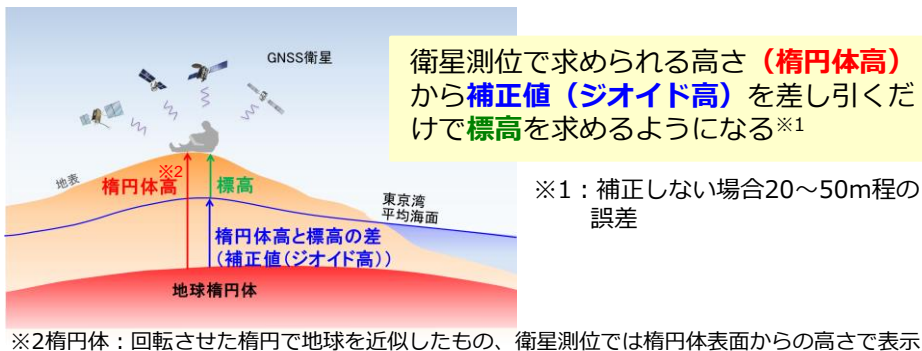 GNSS衛星
衛星測位で求められる高さ（楕円体高）
から補正値（ジオイド高）を差し引くだ
けで標高を求めるようになる※1
※2
地表
楕円体高
標高
※1：補正しない場合20～50m程の
誤差
東京湾
平均海面
楕円体高と標高の差
（補正値（ジオイド高））
地球楕円体
※2楕円体：回転させた楕円で地球を近似したもの、衛星測位では楕円体表面からの高さで表示